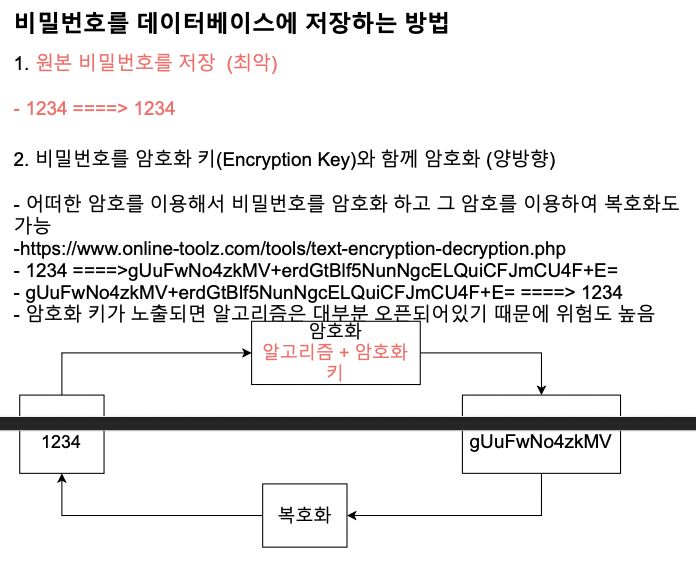 비밀번호를 데이터베이스에 저장하는 방법
1. 원본 비밀번호를 저장 (최악)
- 1234 ====> 1234
2. 비밀번호를 암호화 키(Encryption Key)와 함께 암호화 (양방향)
- 어떠한 암호를 이용해서 비밀번호를 암호화 하고 그 암호를 이용하여 복호화도
가능
-https://www.online-toolz.com/tools/text-encryption-decryption.php
- 1234 ====>gUuFwNo4zkMV+erdGtBlf5NunNgcELQuiCFJmCU4F+E=
- gUuFwNo4zkMV+erdGtBlf5NunNgcELQuiCFJmCU4F+E= ====> 1234
- 암호화 키가 노출되면 알고리즘은 대부분 오픈되어있기 때문에 위험도 높음
암호화
알고리즘 + 암호화
키
1234
gUuFwNo4zkMV
복호화